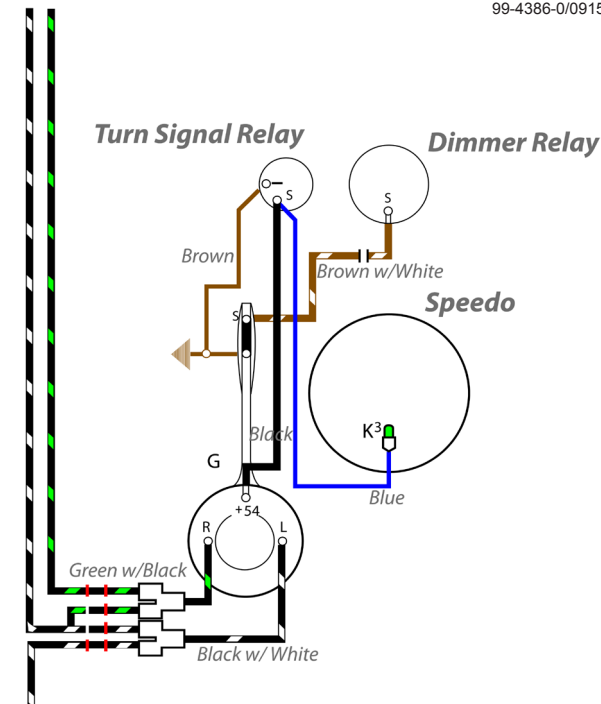 99-4386-0/0915
Turn Signal Relay
Dimmer Relay
–
S
S
Brown
Brown w/White
Speedo
S
K3
Black
G
Blue
+54
R
L
Green w/Black
Black w/ White